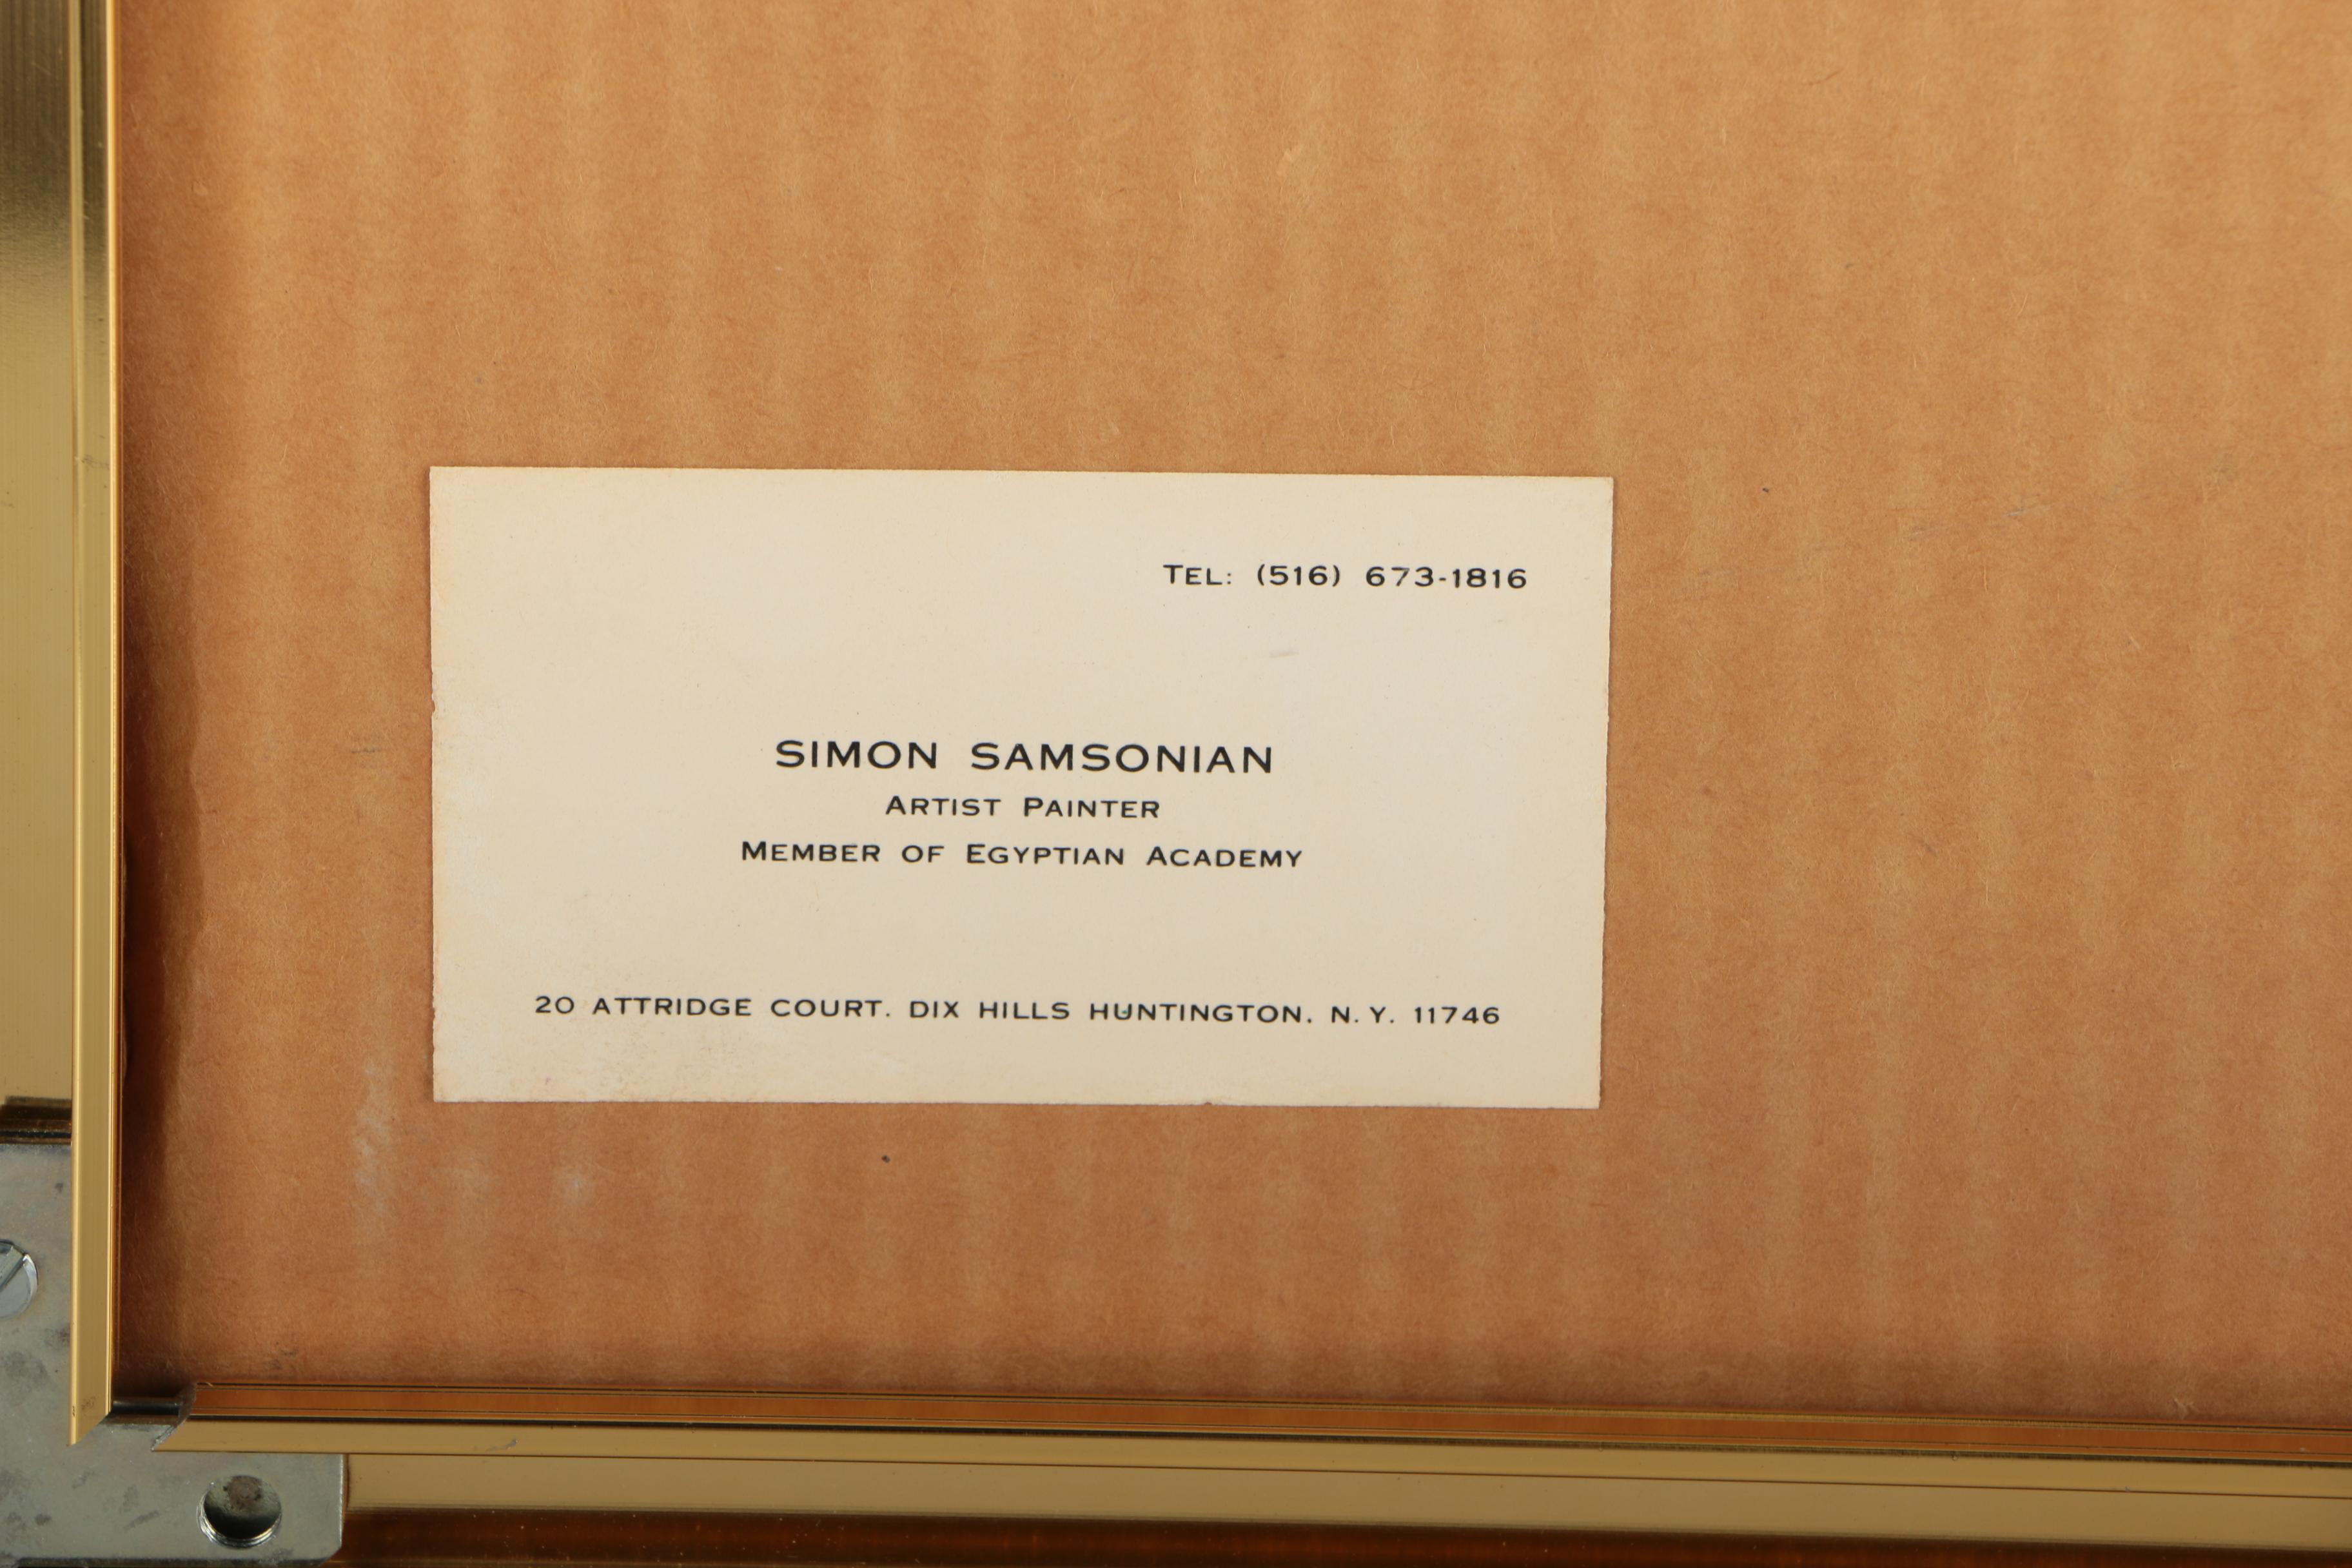 TEL: (516) 673-1816
SIMON SAMSONIAN
ARTIST PAINTER
MEMBER OF EGYPTIAN ACADEMY
20 ATTRIDGE COURT. DIX HILLS HUNTINGTON. N.Y. 11746